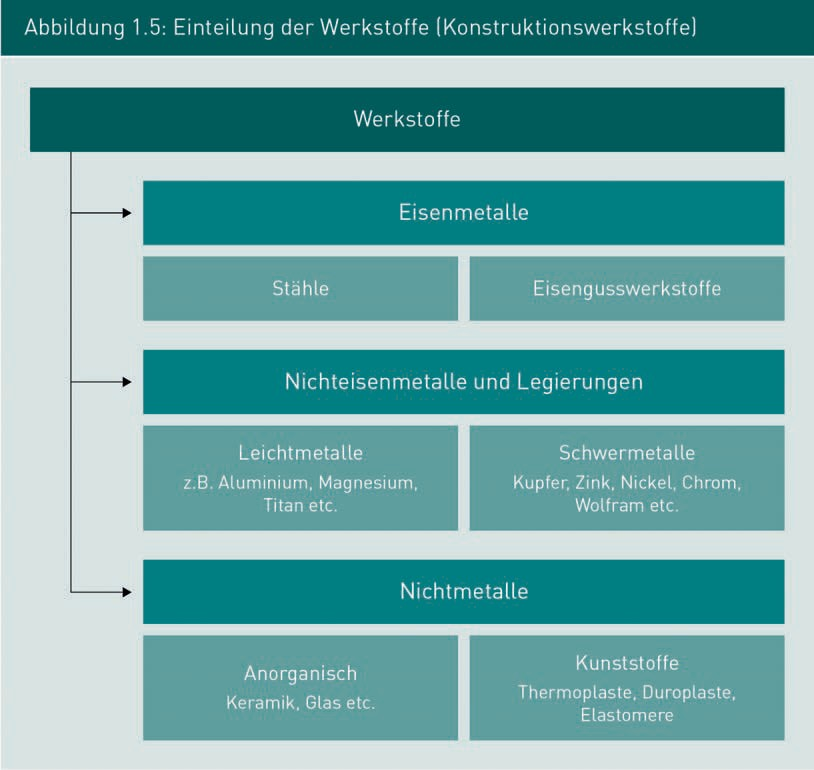 Abbildung 1.5: Einteilung der Werkstoffe (Konstruktionswerkstoffe)
Werkstoffe
Eisenmetalle
Stähle
Eisengusswerkstoffe
Nichteisenmetalle und Legierungen
Leichtmetalle
z.B. Aluminium, Magnesium,
Titan etc.
Schwermetalle
Kupfer, Zink, Nickel, Chrom,
Wolfram etc.
Nichtmetalle
Anorganisch
Keramik, Glas etc.
Kunststoffe
Thermoplaste, Duroplaste,
Elastomere